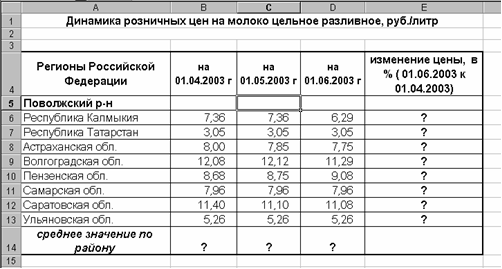 A B C D E
1 Динамика розничных цен на молоко цельное разливное, руб./литр
2
3
4 Регионы Российской Федерации на 01.04.2003 г на 01.05.2003 г на 01.06.2003 г изменение цены, в % ( 01.06.2003 к 01.04.2003)
5 Поволжский р-н
6 Республика Калмыкия 7,36 7,36 6,29 ?
7 Республика Татарстан 3,05 3,05 3,05 ?
8 Астраханская обл. 8,00 7,85 7,75 ?
9 Волгоградская обл. 12,08 12,12 11,29 ?
10 Пензенская обл. 8,68 8,75 9,08 ?
11 Самарская обл. 7,96 7,96 7,96 ?
12 Саратовская обл. 11,40 11,10 11,08 ?
13 Ульяновская обл. 5,26 5,26 5,26 ?
14 среднее значение по району ? ? ?
15